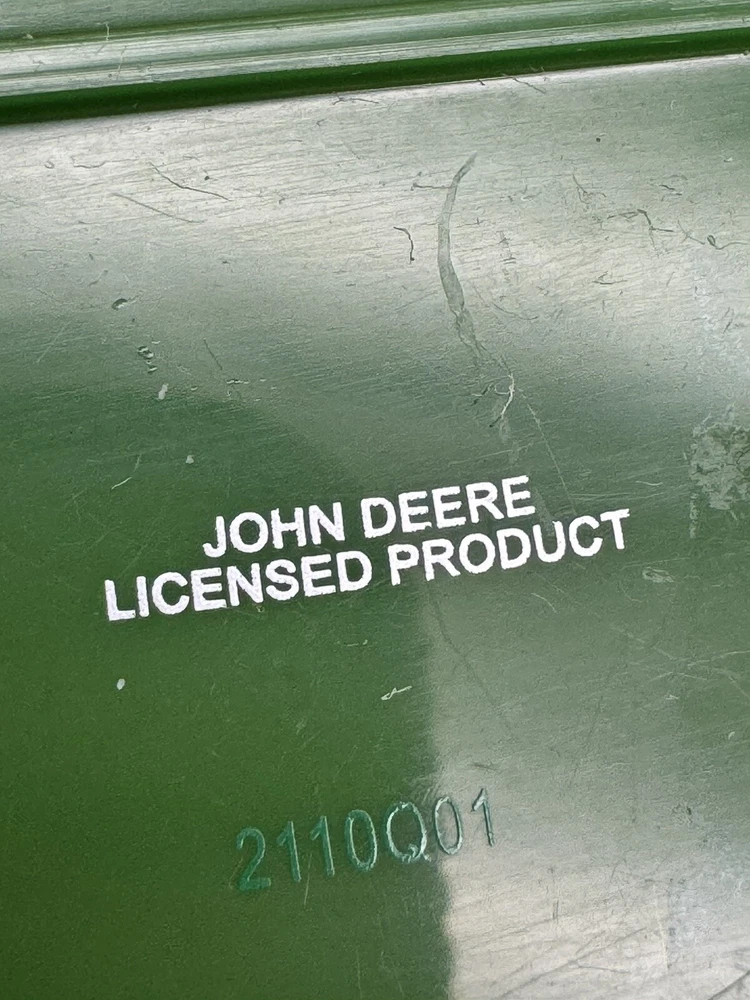 JOHN DEERE
LICENSED PRODUCT
2110Q01